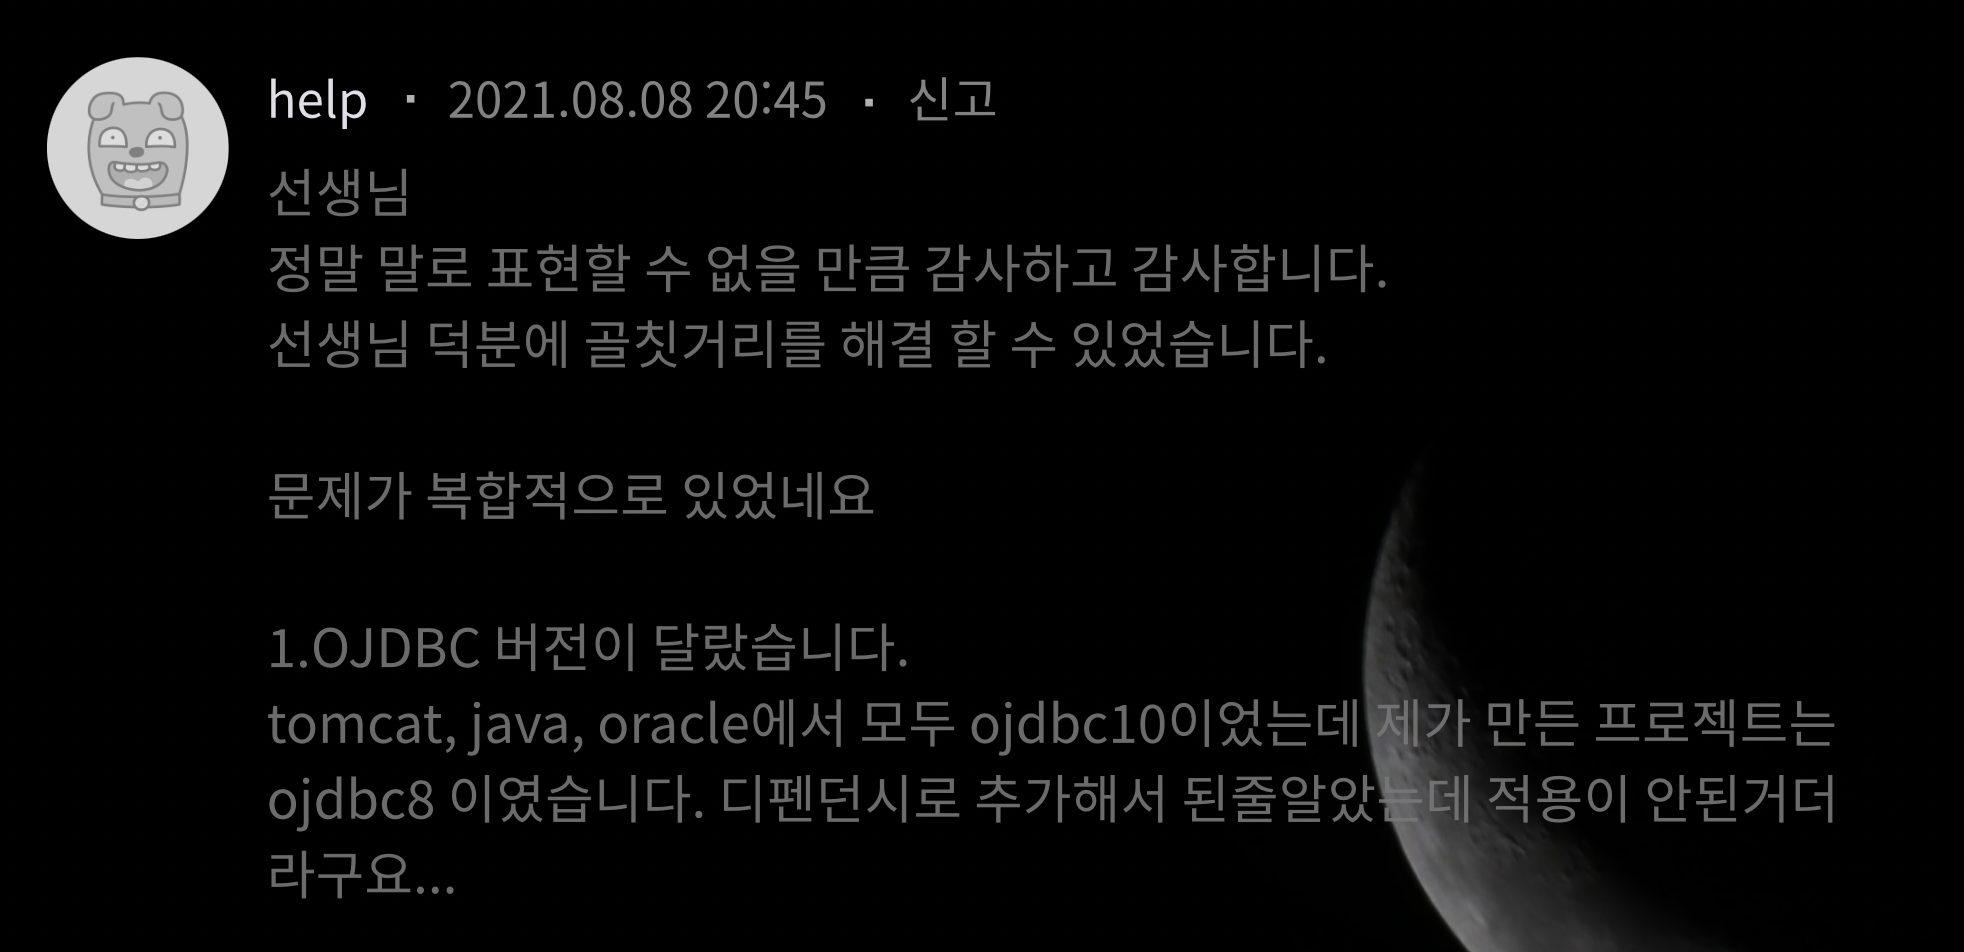 help · 2021.08.08 20:45 · 신고
선생님
정말 말로 표현할 수 없을 만큼 감사하고 감사합니다.
선생님 덕분에 골칫거리를 해결 할 수 있었습니다.
문제가 복합적으로 있었네요
1.OJDBC 버전이 달랐습니다.
tomcat, java, oracle에서 모두 ojdbc10이었는데 제가 만든 프로젝트는
ojdbc8 이였습니다. 디펜던시로 추가해서 된줄알았는데 적용이 안된거더
라구요...